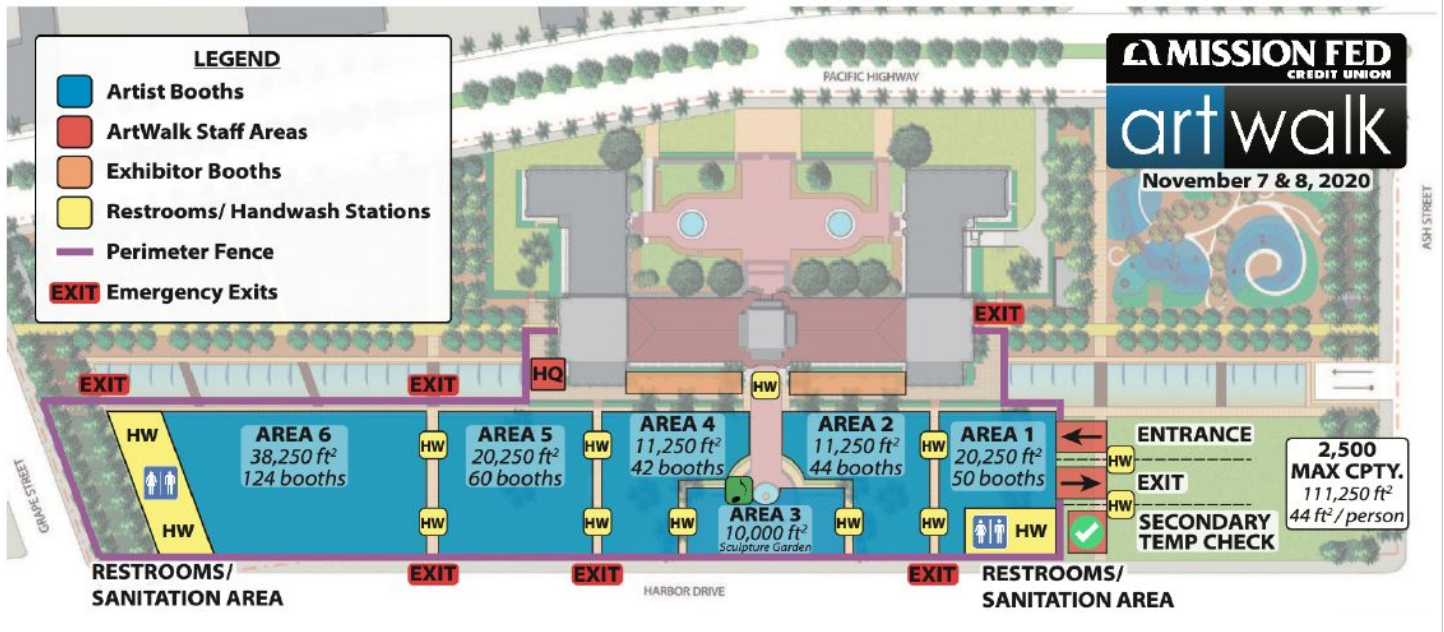 LEGEND
Artist Booths
ArtWalk Staff Areas
Exhibitor Booths
Restrooms/ Handwash Stations
Perimeter Fence
EXIT Emergency Exits
MISSION FED
CREDIT UNION
artwalk
November 7 & 8, 2020
PACIFIC HIGHWAY
ASH STREET
GRAPE STREET
HARBOR DRIVE
EXIT
EXIT
EXIT
HQ
HW
HW
HW
AREA 6
38,250 ft²
124 booths
HW
HW
AREA 5
20,250 ft²
60 booths
HW
HW
AREA 4
11,250 ft²
42 booths
HW
AREA 3
10,000 ft²
Sculpture Garden
HW
AREA 2
11,250 ft²
44 booths
HW
HW
AREA 1
20,250 ft²
50 booths
HW
ENTRANCE
HW
EXIT
HW
SECONDARY
TEMP CHECK
2,500
MAX CPTY.
111,250 ft²
44 ft² / person
RESTROOMS/
SANITATION AREA
EXIT
EXIT
EXIT
RESTROOMS/
SANITATION AREA